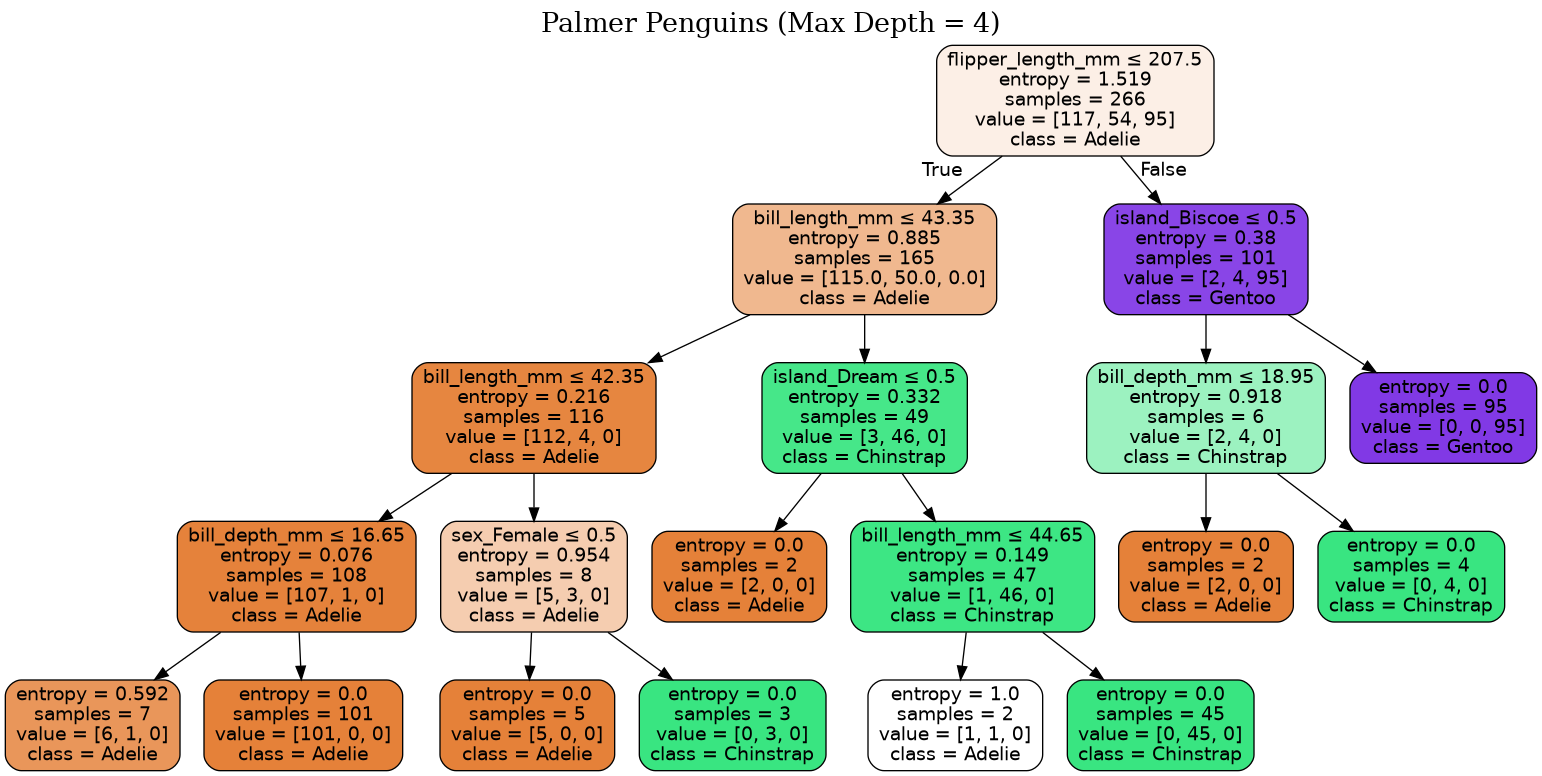 Palmer Penguins (Max Depth = 4)
flipper_length_mm ≤ 207.5
entropy = 1.519
samples = 266
value = [117, 54, 95]
class = Adelie
True
False
bill_length_mm ≤ 43.35
entropy = 0.885
samples = 165
value = [115.0, 50.0, 0.0]
class = Adelie
island_Biscoe ≤ 0.5
entropy = 0.38
samples = 101
value = [2, 4, 95]
class = Gentoo
bill_length_mm ≤ 42.35
entropy = 0.216
samples = 116
value = [112, 4, 0]
class = Adelie
island_Dream ≤ 0.5
entropy = 0.332
samples = 49
value = [3, 46, 0]
class = Chinstrap
bill_depth_mm ≤ 18.95
entropy = 0.918
samples = 6
value = [2, 4, 0]
class = Chinstrap
entropy = 0.0
samples = 95
value = [0, 0, 95]
class = Gentoo
bill_depth_mm ≤ 16.65
entropy = 0.076
samples = 108
value = [107, 1, 0]
class = Adelie
sex_Female ≤ 0.5
entropy = 0.954
samples = 8
value = [5, 3, 0]
class = Adelie
entropy = 0.0
samples = 2
value = [2, 0, 0]
class = Adelie
bill_length_mm ≤ 44.65
entropy = 0.149
samples = 47
value = [1, 46, 0]
class = Chinstrap
entropy = 0.0
samples = 2
value = [2, 0, 0]
class = Adelie
entropy = 0.0
samples = 4
value = [0, 4, 0]
class = Chinstrap
entropy = 0.592
samples = 7
value = [6, 1, 0]
class = Adelie
entropy = 0.0
samples = 101
value = [101, 0, 0]
class = Adelie
entropy = 0.0
samples = 5
value = [5, 0, 0]
class = Adelie
entropy = 0.0
samples = 3
value = [0, 3, 0]
class = Chinstrap
entropy = 1.0
samples = 2
value = [1, 1, 0]
class = Adelie
entropy = 0.0
samples = 45
value = [0, 45, 0]
class = Chinstrap